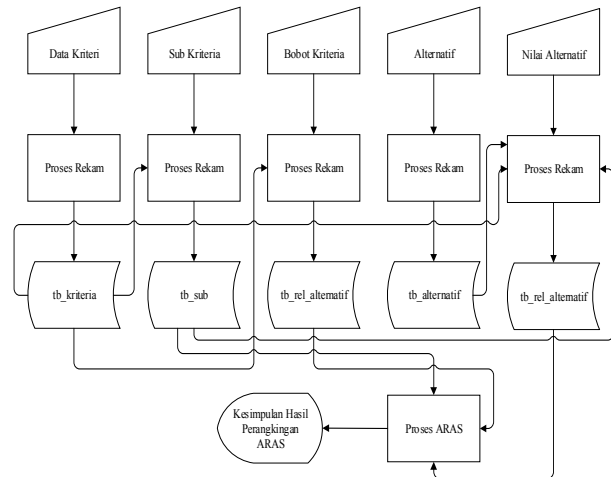 Data Kriteri
Sub Kriteria
Bobot Kriteria
Alternatif
Nilai Alternatif
Proses Rekam
Proses Rekam
Proses Rekam
Proses Rekam
Proses Rekam
tb_kriteria
tb_sub
tb_rel_alternatif
tb_alternatif
tb_rel_alternatif
Kesimpulan Hasil
Perangkingan
ARAS
Proses ARAS